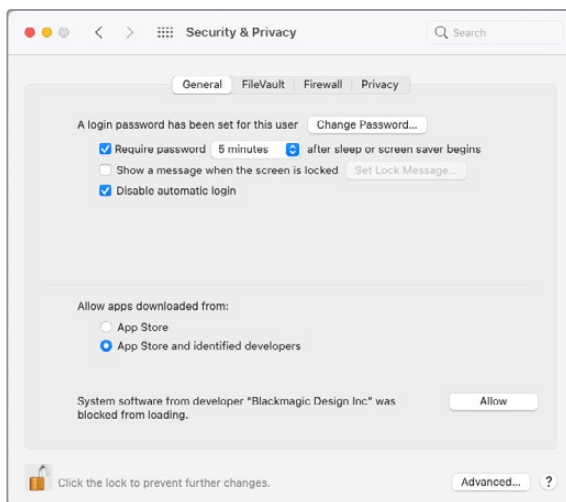 Security & Privacy
Search
General FileVault Firewall Privacy
A login password has been set for this user Change Password...
Require password 5 minutes after sleep or screen saver begins
Show a message when the screen is locked Set Lock Message...
Disable automatic login
Allow apps downloaded from:
App Store
App Store and identified developers
System software from developer "Blackmagic Design Inc" was Allow
blocked from loading.
Click the lock to prevent further changes. Advanced... ?